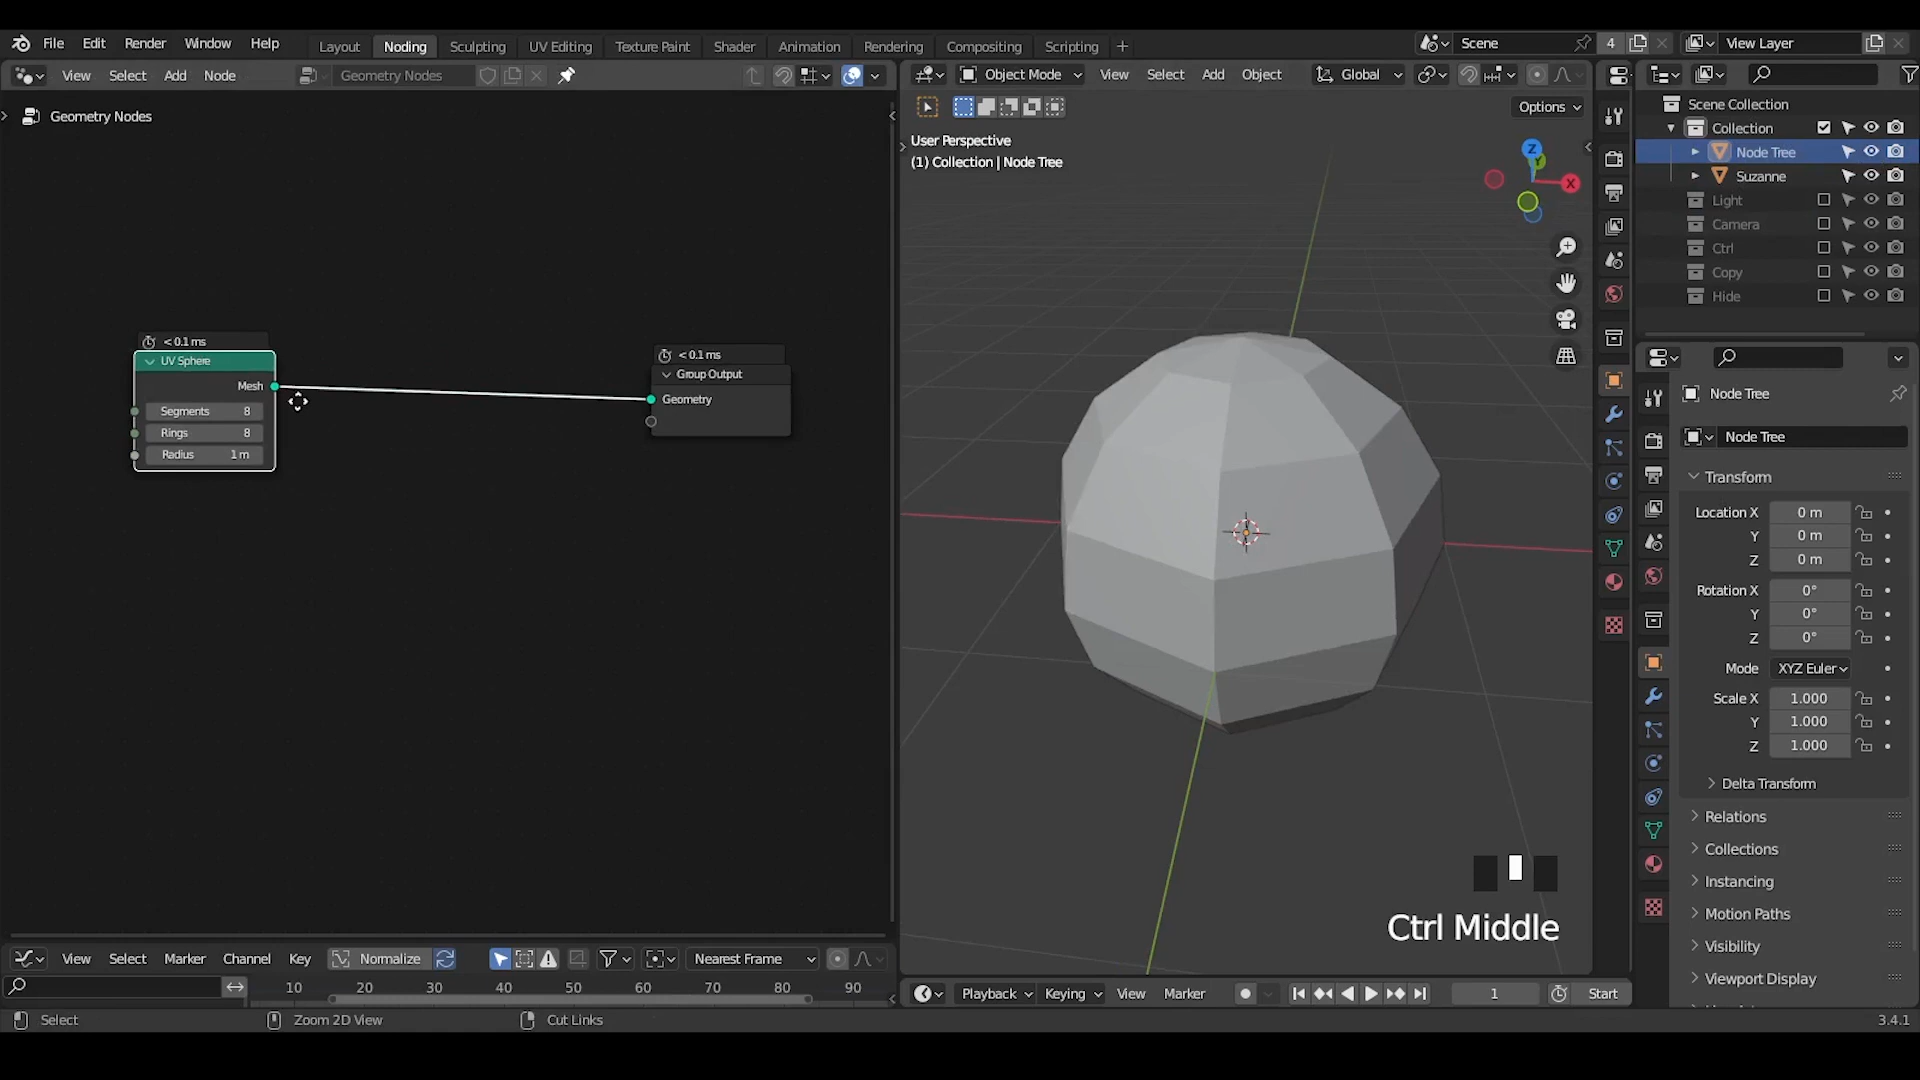 File Edit Render Window Help Layout Noding Sculpting UV Editing Texture Paint Shader Animation Rendering Compositing Scripting + Scene 4 View Layer
View Select Add Node Geometry Nodes
Object Mode View Select Add Object Global
Geometry Nodes
Options
User Perspective
(1) Collection | Node Tree
Z
Y
X
< 0.1 ms
UV Sphere
Mesh
Segments 8
Rings 8
Radius 1 m
< 0.1 ms
Group Output
Geometry
Ctrl Middle
Scene Collection
Collection
Node Tree
Suzanne
Light
Camera
Ctrl
Copy
Hide
Node Tree
Node Tree
Transform
Location X 0 m
Y 0 m
Z 0 m
Rotation X 0°
Y 0°
Z 0°
Mode XYZ Euler
Scale X 1.000
Y 1.000
Z 1.000
Delta Transform
Relations
Collections
Instancing
Motion Paths
Visibility
Viewport Display
View Select Marker Channel Key Normalize Nearest Frame
10 20 30 40 50 60 70 80 90
Playback Keying View Marker 1 Start
Select Zoom 2D View Cut Links 3.4.1